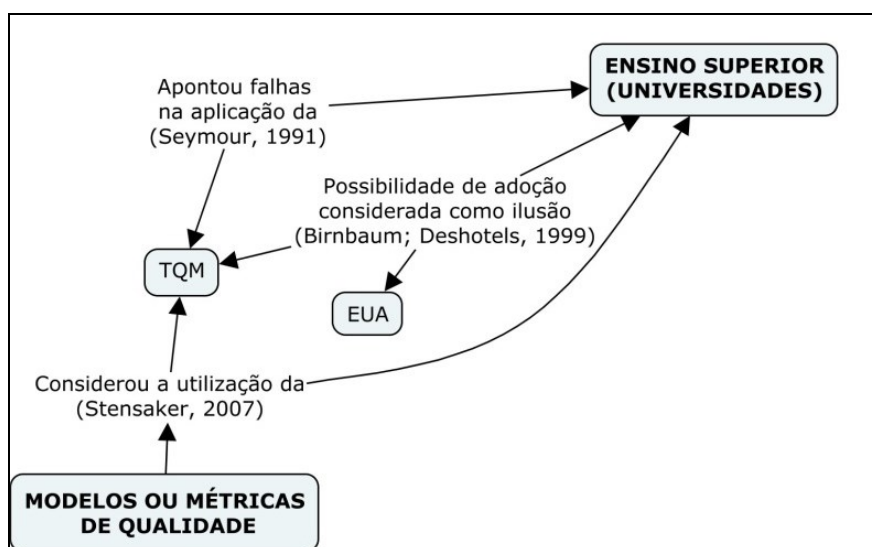 ENSINO SUPERIOR
(UNIVERSIDADES)
Apontou falhas
na aplicação da
(Seymour, 1991)
Possibilidade de adoção
considerada como ilusão
(Birnbaum; Deshotels, 1999)
TQM
EUA
Considerou a utilização da
(Stensaker, 2007)
MODELOS OU MÉTRICAS
DE QUALIDADE